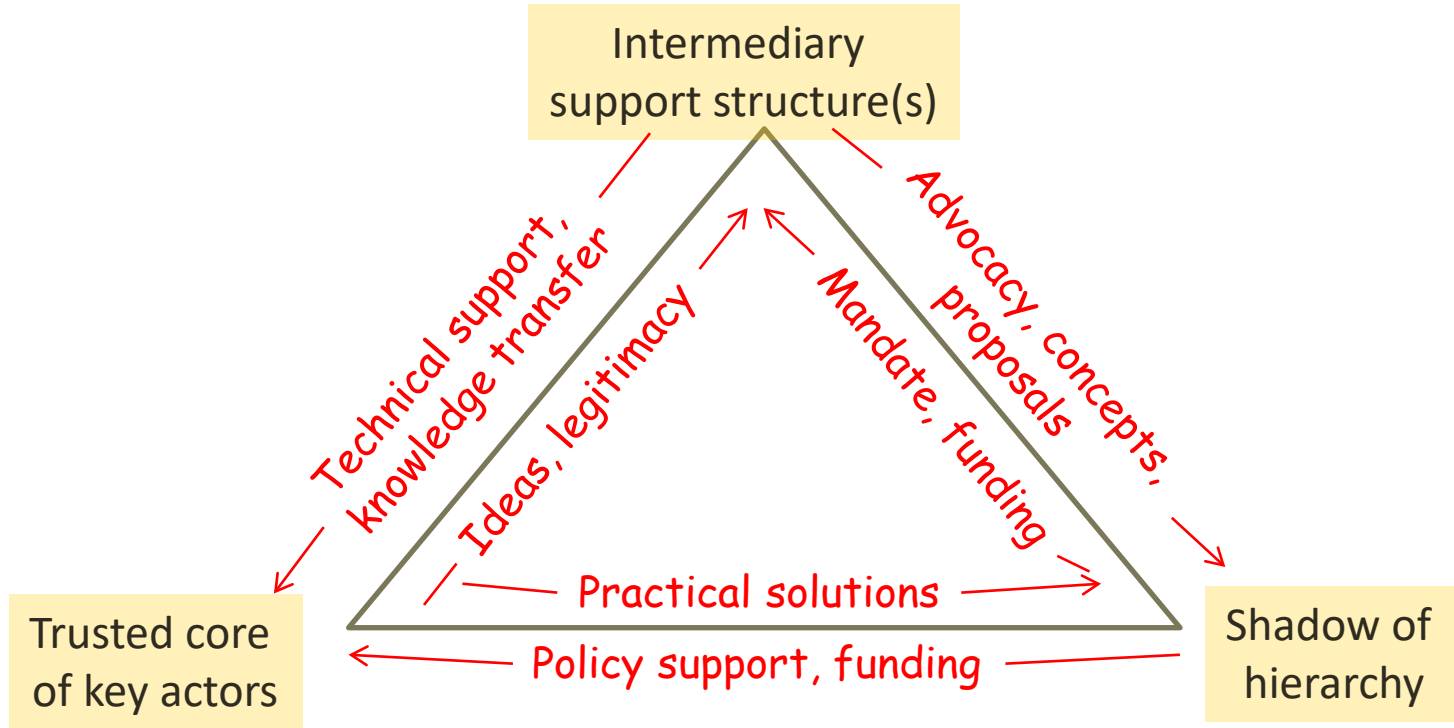 Intermediary
support structure(s)
Technical support,
knowledge transfer
Ideas, legitimacy
Mandate, funding
Advocacy, concepts,
proposals
Practical solutions
Policy support, funding
Trusted core
of key actors
Shadow of
hierarchy